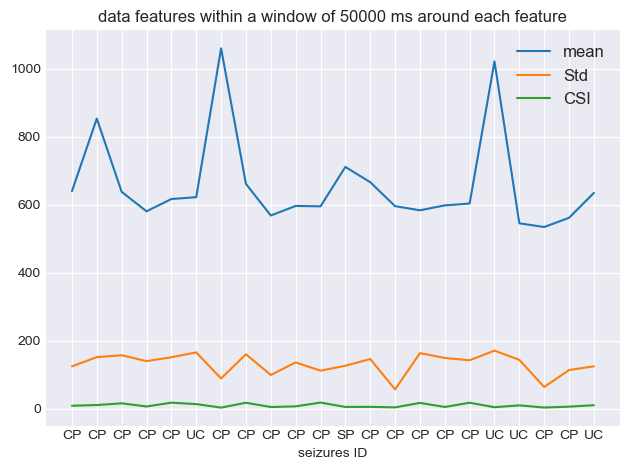 data features within a window of 50000 ms around each feature
mean
Std
CSI
1000
800
600
400
200
0
CP CP CP CP CP UC CP CP CP CP CP SP CP CP CP CP CP UC UC CP CP UC
seizures ID